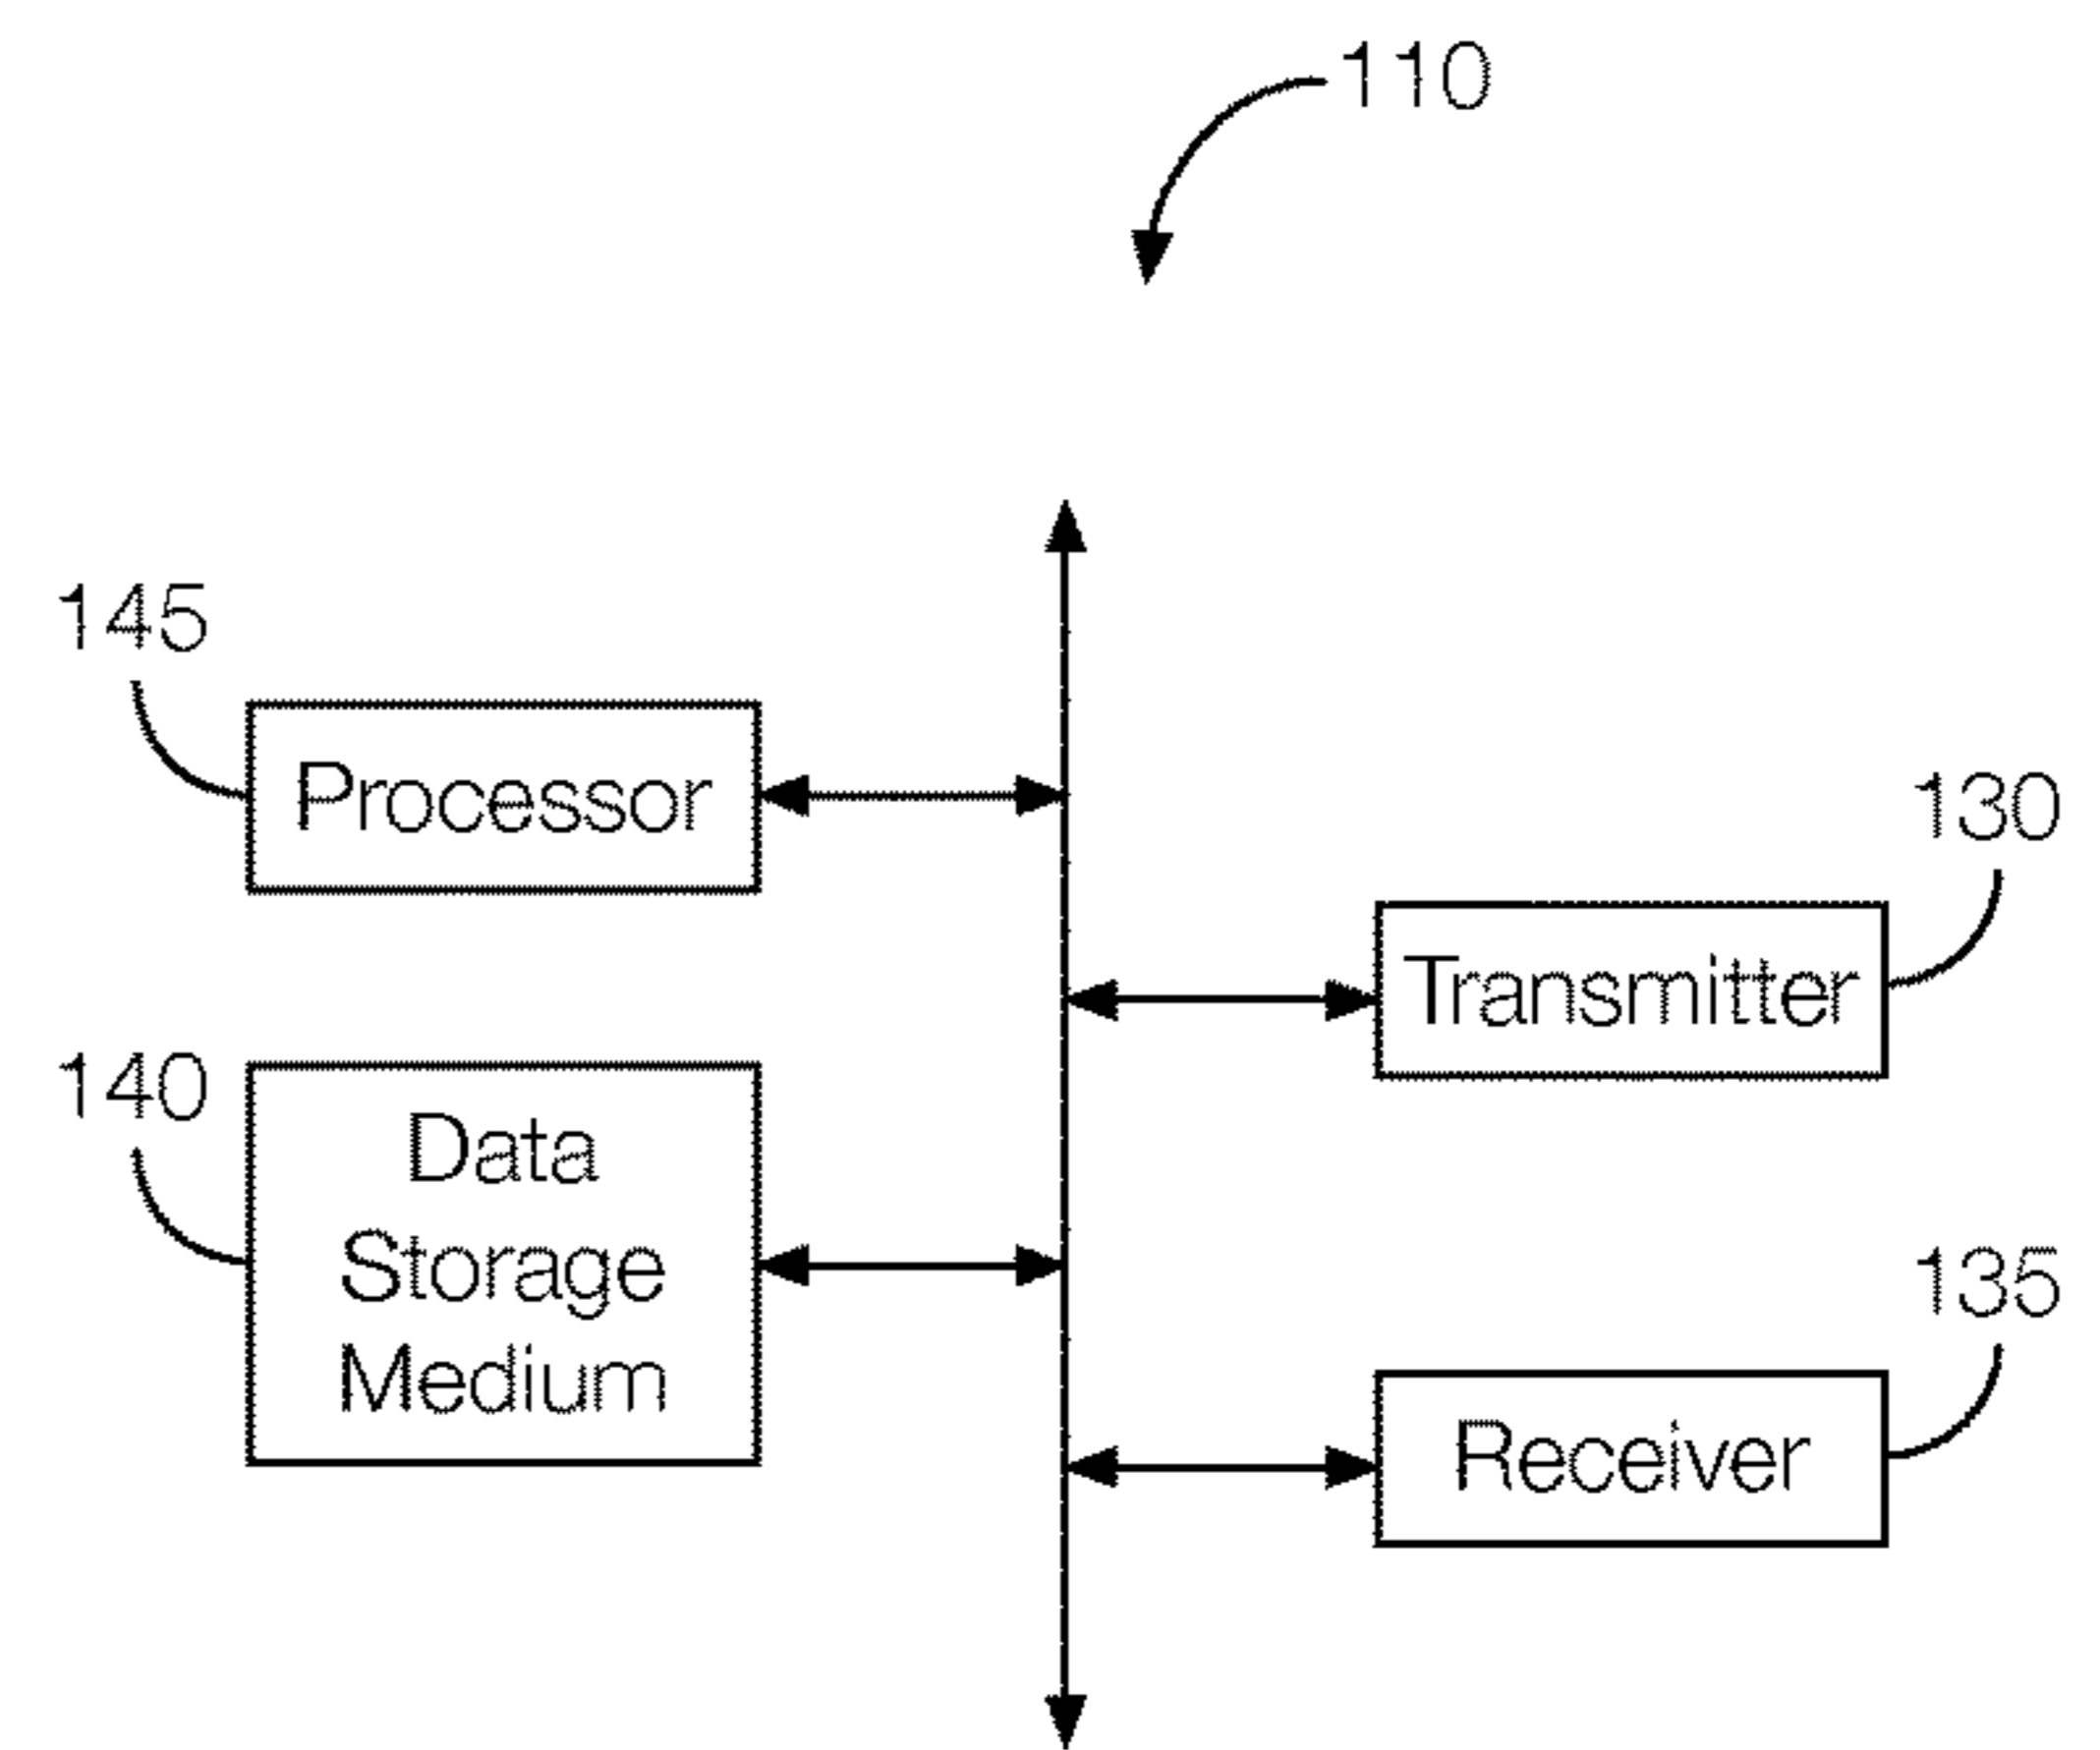 110
145
Processor
130
Transmitter
140
Data
Storage
Medium
135
Receiver